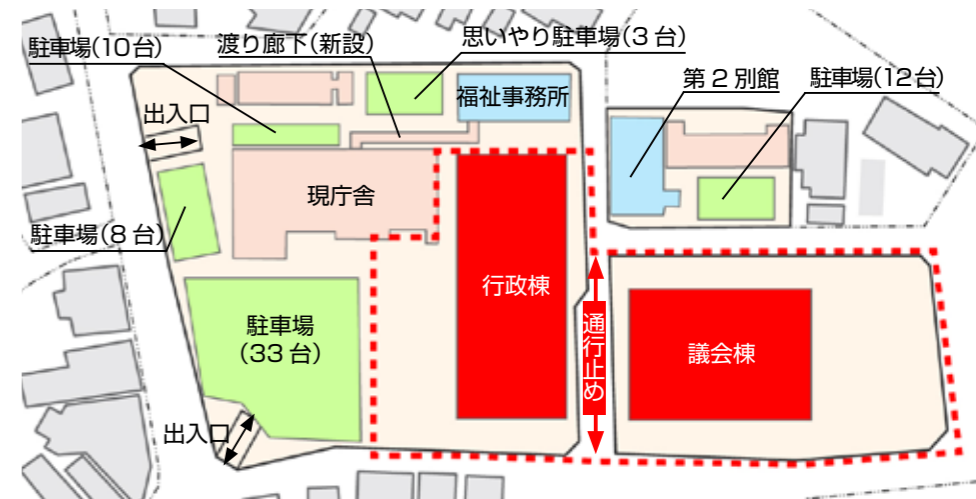 駐車場(10台)
渡り廊下(新設)
思いやり駐車場(3台)
第2別館
駐車場(12台)
福祉事務所
出入口
現庁舎
駐車場(8台)
行政棟
通行止め
議会棟
駐車場
(33台)
出入口